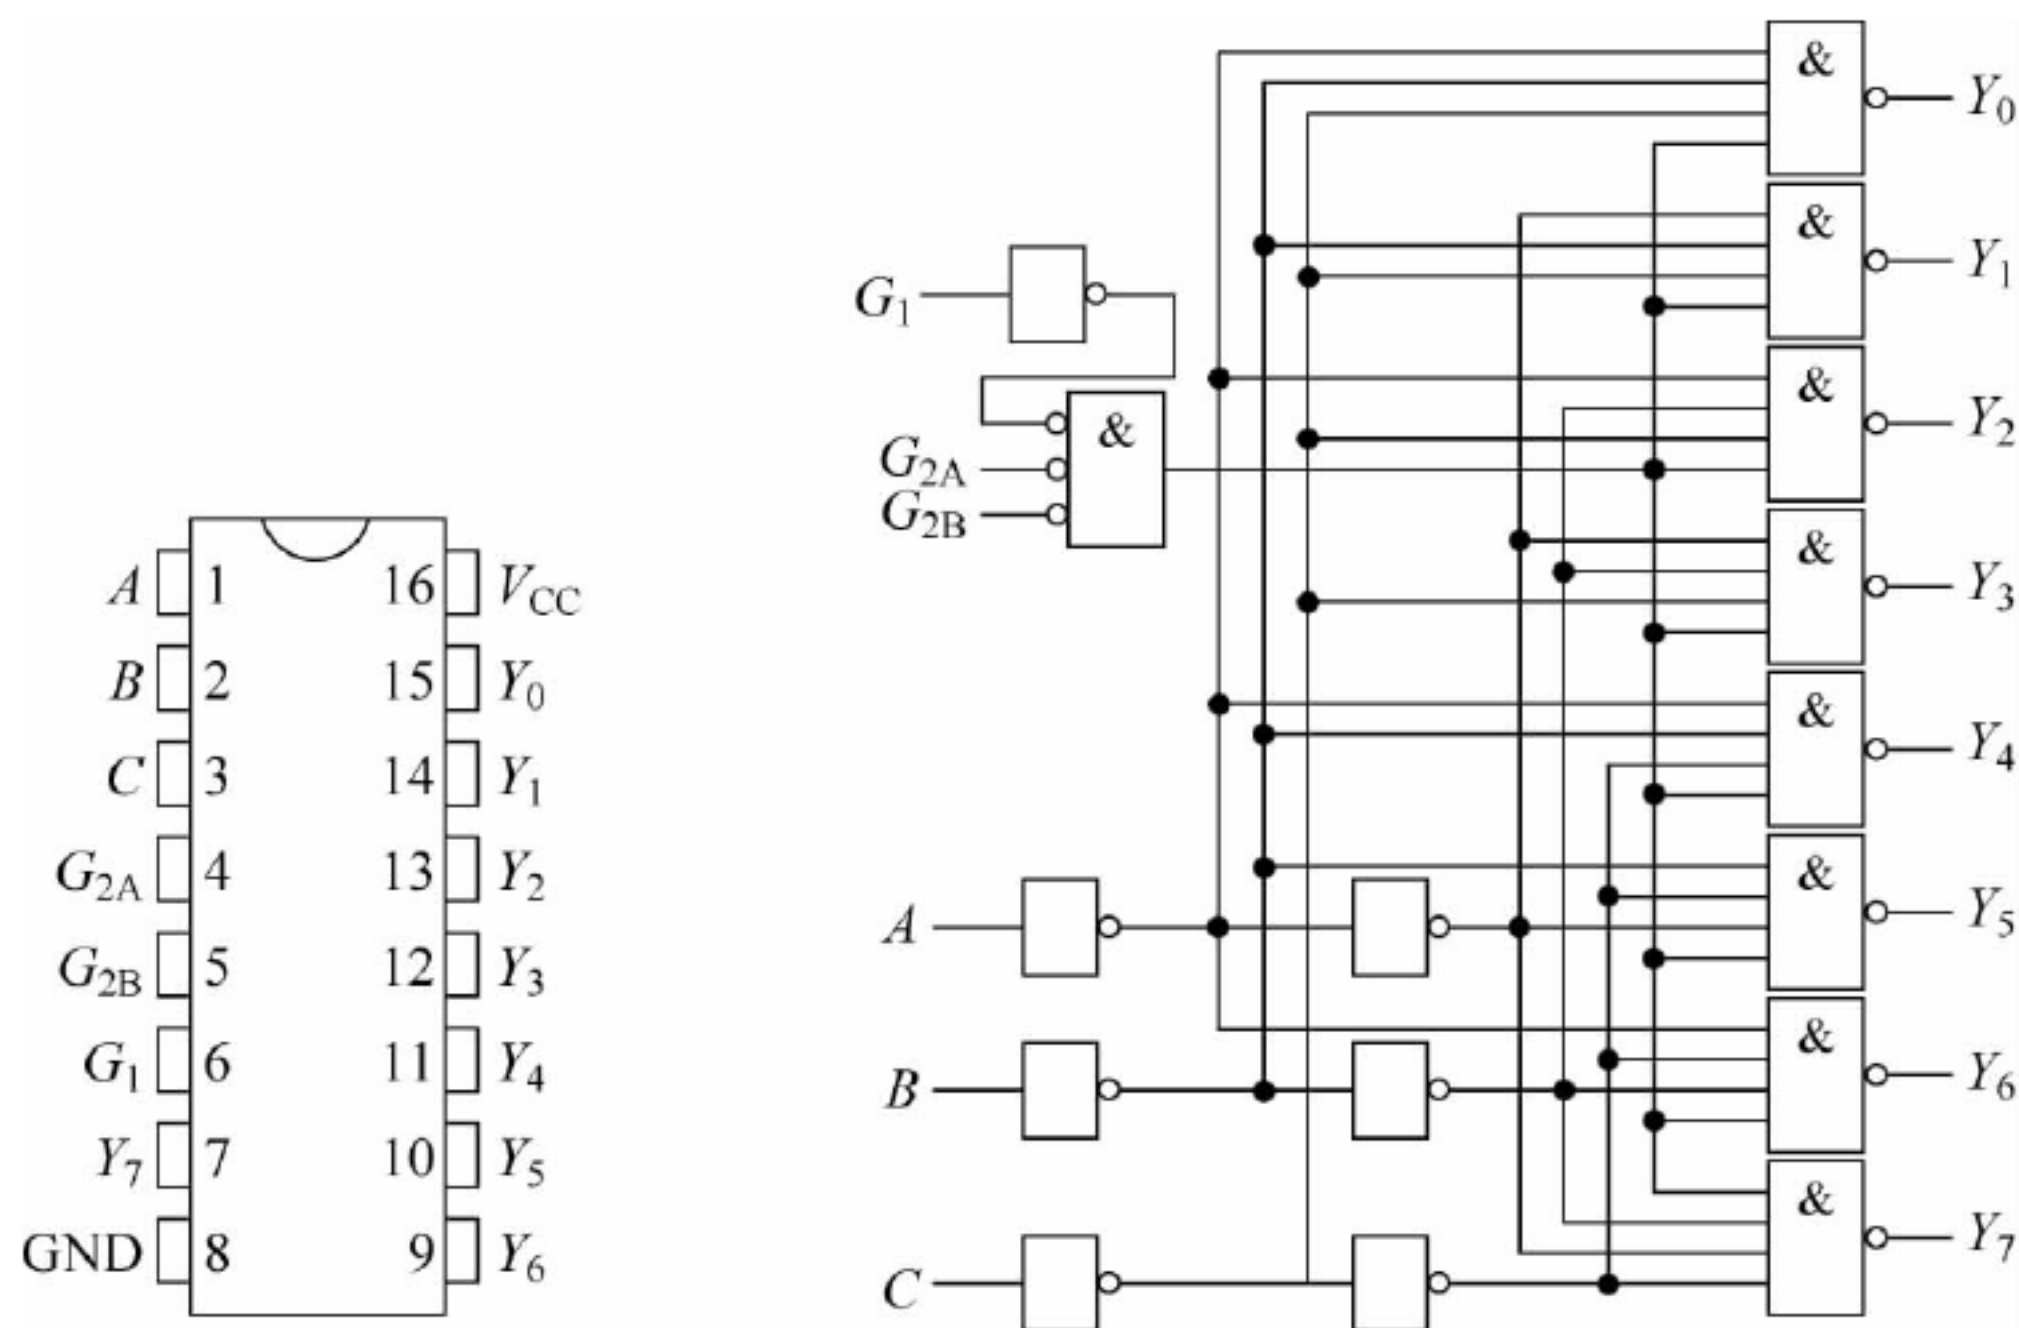 A 1 16 VCC
B 2 15 Y0
C 3 14 Y1
G2A 4 13 Y2
G2B 5 12 Y3
G1 6 11 Y4
Y7 7 10 Y5
GND 8 9 Y6
G1
&
G2A
G2B
A
B
C
& Y0
& Y1
& Y2
& Y3
& Y4
& Y5
& Y6
& Y7